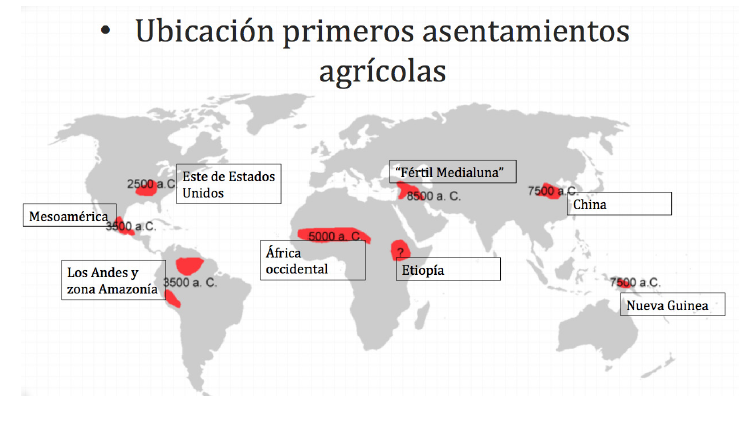 • Ubicación primeros asentamientos
agrícolas
Este de Estados
Unidos
2500 a.C.
Mesoamérica
3500 a.C.
Los Andes y
zona Amazonía
3500 a. C.
"Fértil Medialuna"
8500 a. C.
África
occidental
5000 a. C.
?
Etiopía
7500 a.C.
China
7500 a.C.
Nueva Guinea